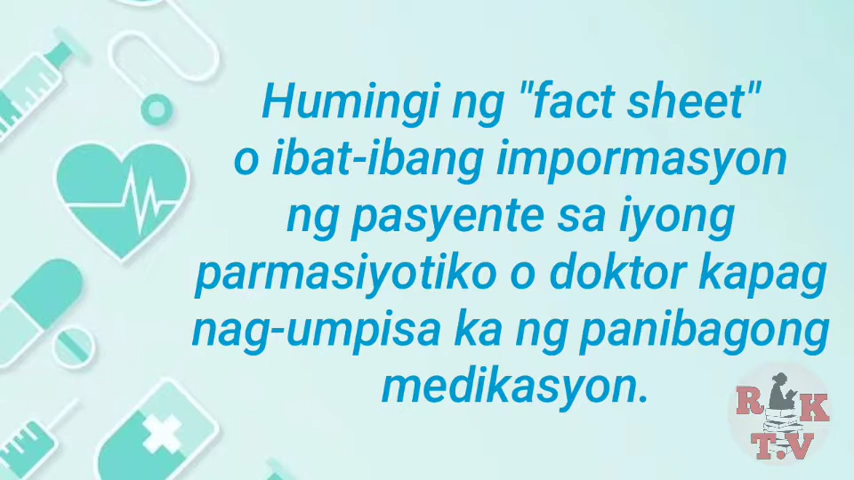 Humingi ng "fact sheet"
o ibat-ibang impormasyon
ng pasyente sa iyong
parmasiyotiko o doktor kapag
nag-umpisa ka ng panibagong
medikasyon.
R K
T.V